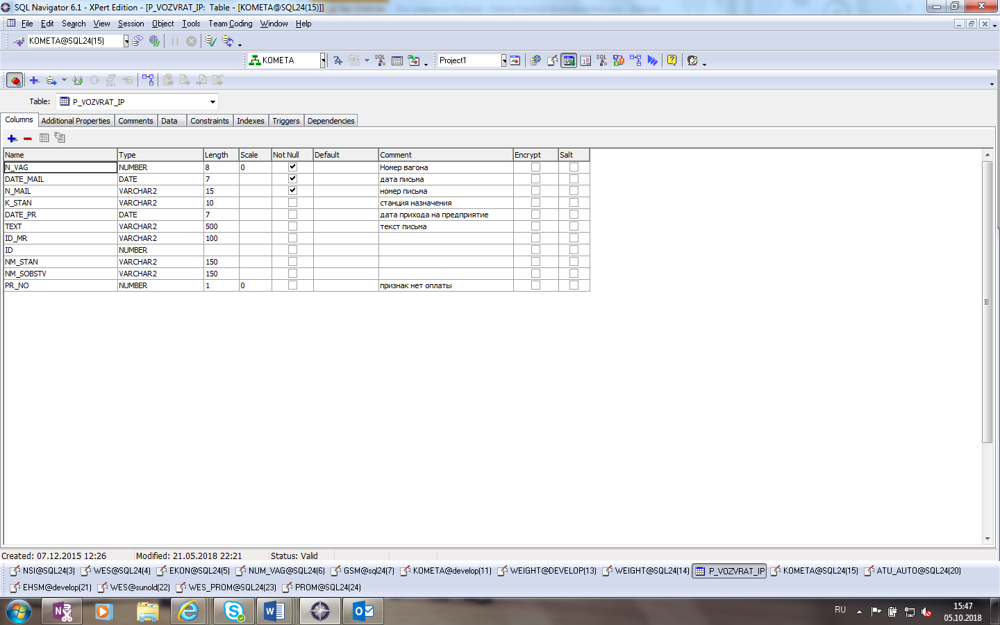 SQL Navigator 6.1 - XPert Edition - [P_VOZVRAT_IP: Table - [KOMETA@SQL24(15)]]
File Edit Search View Session Object Tools Team Coding Window Help
KOMETA@SQL24(15)
KOMETA Project1
Table: P_VOZVRAT_IP
Columns Additional Properties Comments Data Constraints Indexes Triggers Dependencies
Name Type Length Scale Not Null Default Comment Encrypt Salt
N_VAG NUMBER 8 0 Номер вагона
DATE_MAIL DATE 7 дата письма
N_MAIL VARCHAR2 15 номер письма
K_STAN VARCHAR2 10 станция назначения
DATE_PR DATE 7 дата прихода на предприятие
TEXT VARCHAR2 500 текст письма
ID_MR VARCHAR2 100
ID NUMBER
NM_STAN VARCHAR2 150
NM_SOBSTV VARCHAR2 150
PR_NO NUMBER 1 0 признак нет оплаты
Created: 07.12.2015 12:26 Modified: 21.05.2018 22:21 Status: Valid
NSI@SQL24(3) WES@SQL24(4) EKON@SQL24(5) NUM_VAG@SQL24(6) GSM@sql24(7) KOMETA@develop(11) WEIGHT@DEVELOP(13) WEIGHT@SQL24(14) P_VOZVRAT_IP KOMETA@SQL24(15) ATU_AUTO@SQL24(20)
EHSM@develop(21) WES@sunold(22) WES_PROM@SQL24(23) PROM@SQL24(24)
RU 15:47
05.10.2018